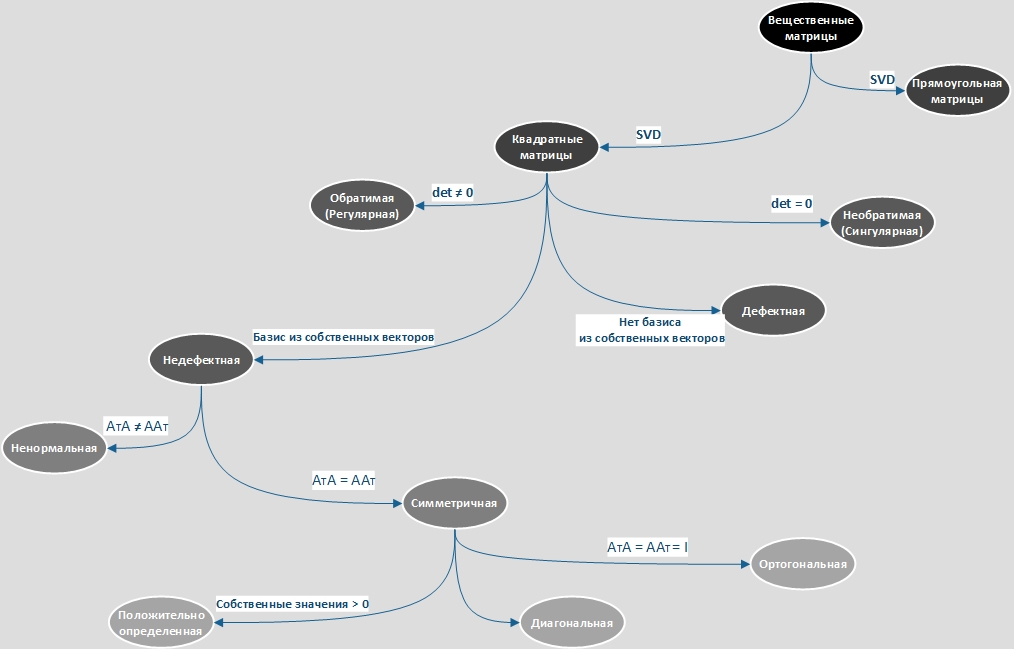 Вещественные
матрицы
SVD
Прямоугольная
матрицы
SVD
Квадратные
матрицы
det ≠ 0
Обратимая
(Регулярная)
det = 0
Необратимая
(Сингулярная)
Дефектная
Нет базиса
из собственных векторов
Базис из собственных векторов
Недефектная
AтA ≠ AAт
Ненормальная
AтA = AAт
Симметричная
AтA = AAт = I
Ортогональная
Собственные значения > 0
Положительно
определенная
Диагональная